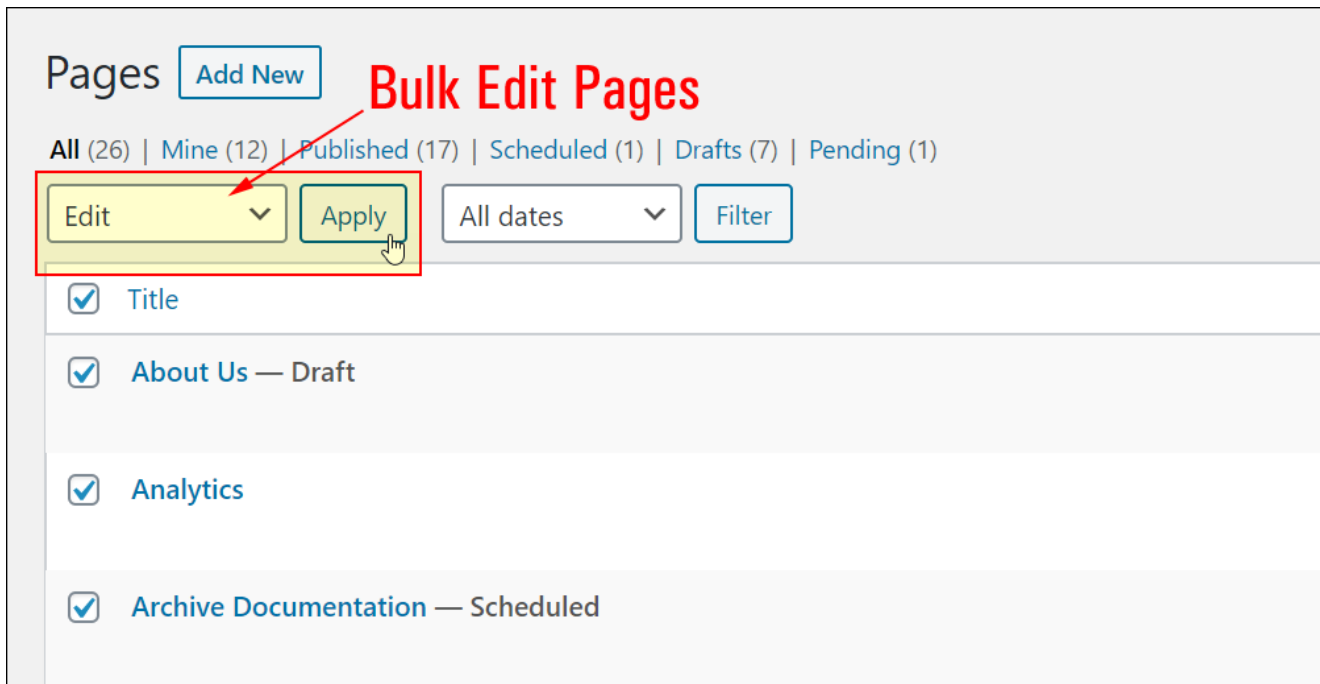 Pages Add New
Bulk Edit Pages
All (26) | Mine (12) | Published (17) | Scheduled (1) | Drafts (7) | Pending (1)
Edit Apply All dates Filter
Title
About Us — Draft
Analytics
Archive Documentation — Scheduled